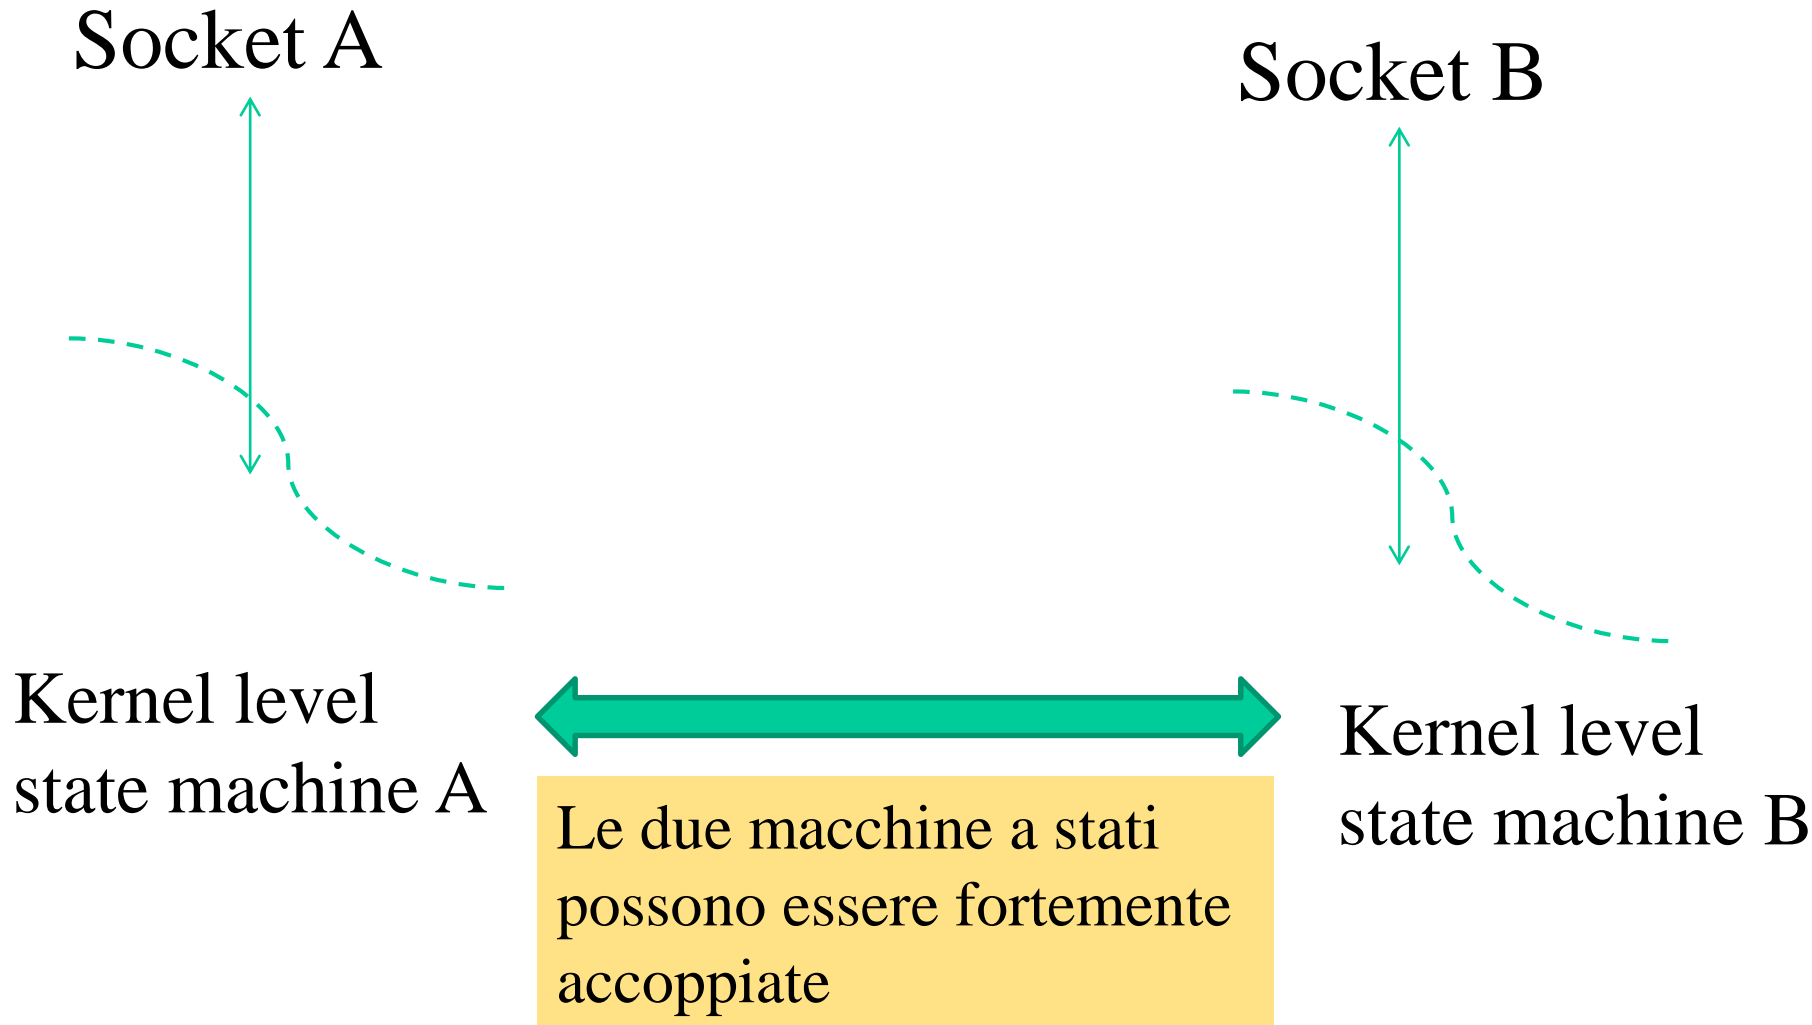 Socket A
Socket B
Kernel level
state machine A
Kernel level
state machine B
Le due macchine a stati
possono essere fortemente
accoppiate